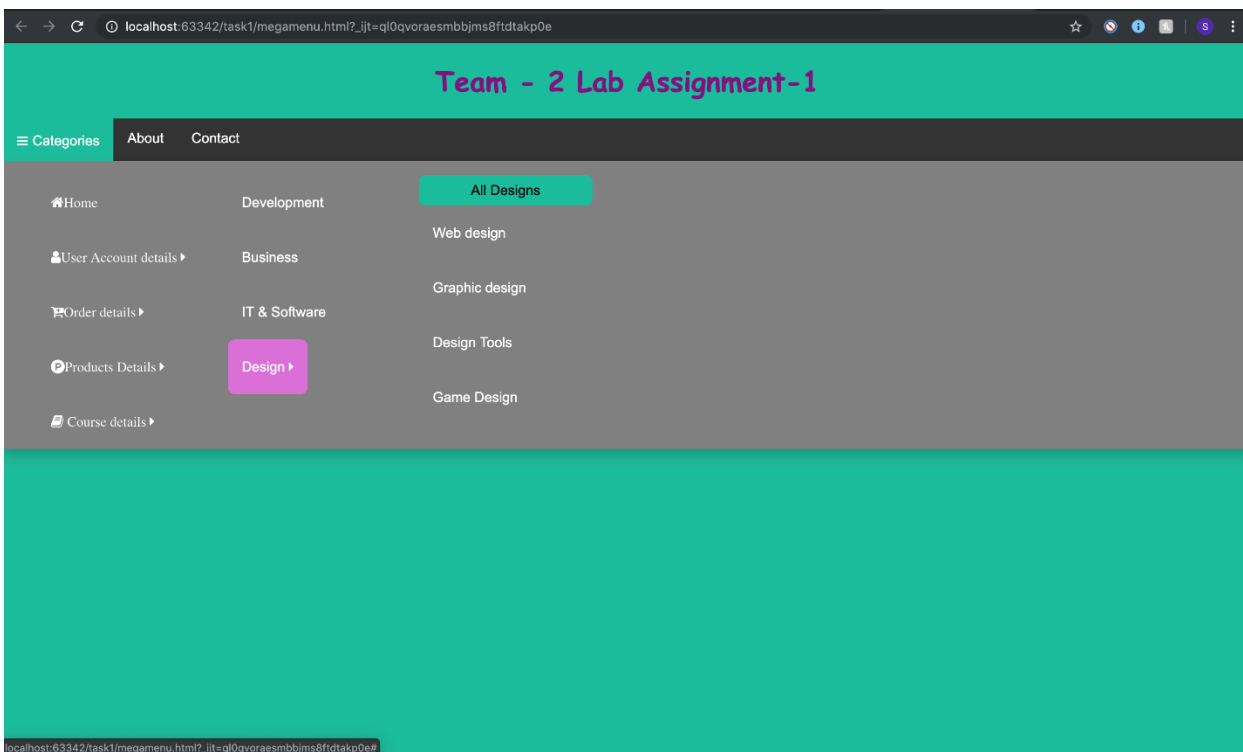 localhost:63342/task1/megamenu.html?_ijt=ql0qvoraesmbbjms8ftdtakp0e
S
Team - 2 Lab Assignment-1
Categories About Contact
Home
User Account details
Order details
Products Details
Course details
Development
Business
IT & Software
Design
All Designs
Web design
Graphic design
Design Tools
Game Design
localhost:63342/task1/megamenu.html?_ijt=ql0qvoraesmbbjms8ftdtakp0e#